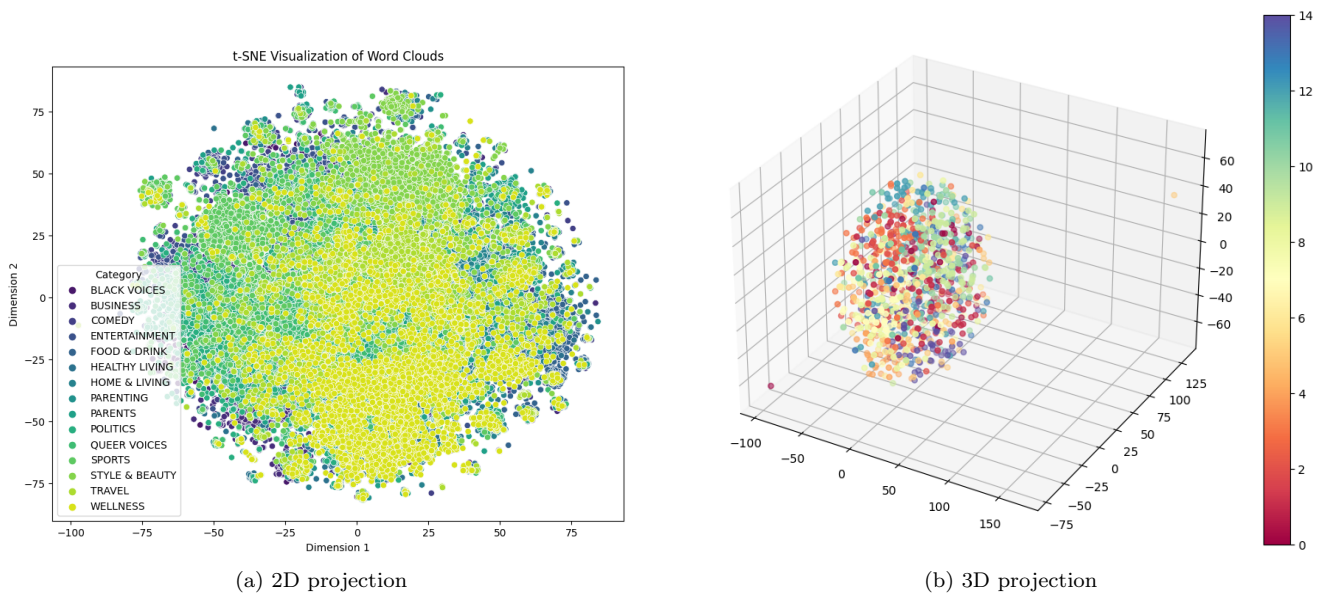 t-SNE Visualization of Word Clouds
75
50
25
0
−25
−50
−75
Dimension 2
Category
BLACK VOICES
BUSINESS
COMEDY
ENTERTAINMENT
FOOD & DRINK
HEALTHY LIVING
HOME & LIVING
PARENTING
PARENTS
POLITICS
QUEER VOICES
SPORTS
STYLE & BEAUTY
TRAVEL
WELLNESS
−100 −75 −50 −25 0 25 50 75
Dimension 1
(a) 2D projection
60
40
20
0
−20
−40
−60
125
100
75
50
25
0
−25
−50
−75
−100 −50 0 50 100 150
14
12
10
8
6
4
2
0
(b) 3D projection